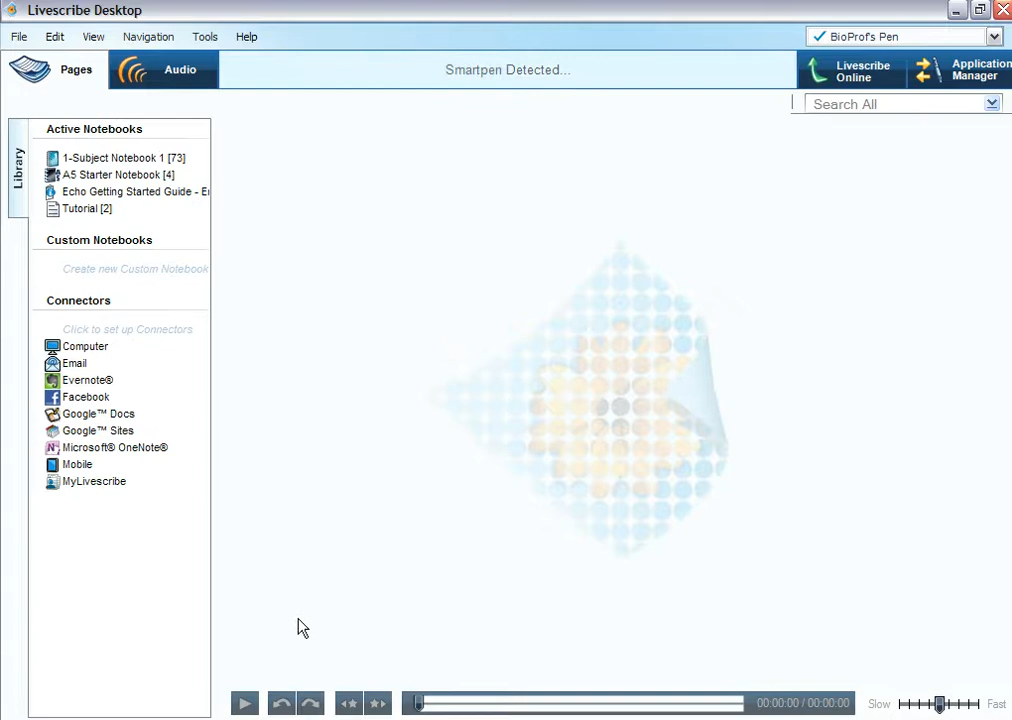 Livescribe Desktop
File Edit View Navigation Tools Help
BioProf's Pen
Pages
Audio
Smartpen Detected...
Livescribe
Online
Application
Manager
Search All
Library
Active Notebooks
1-Subject Notebook 1 [73]
A5 Starter Notebook [4]
Echo Getting Started Guide - Er
Tutorial [2]
Custom Notebooks
Create new Custom Notebook
Connectors
Click to set up Connectors
Computer
Email
Evernote®
Facebook
Google™ Docs
Google™ Sites
Microsoft® OneNote®
Mobile
MyLivescribe
00:00:00 / 00:00:00
Slow
Fast